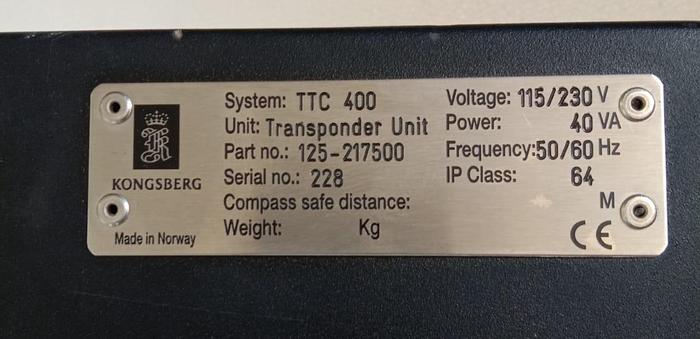 System: TTC 400 Voltage: 115/230 V
Unit: Transponder Unit Power: 40 VA
Part no.: 125-217500 Frequency:50/60 Hz
Serial no.: 228 IP Class: 64
Compass safe distance: M
Weight: Kg
KONGSBERG
Made in Norway
CE